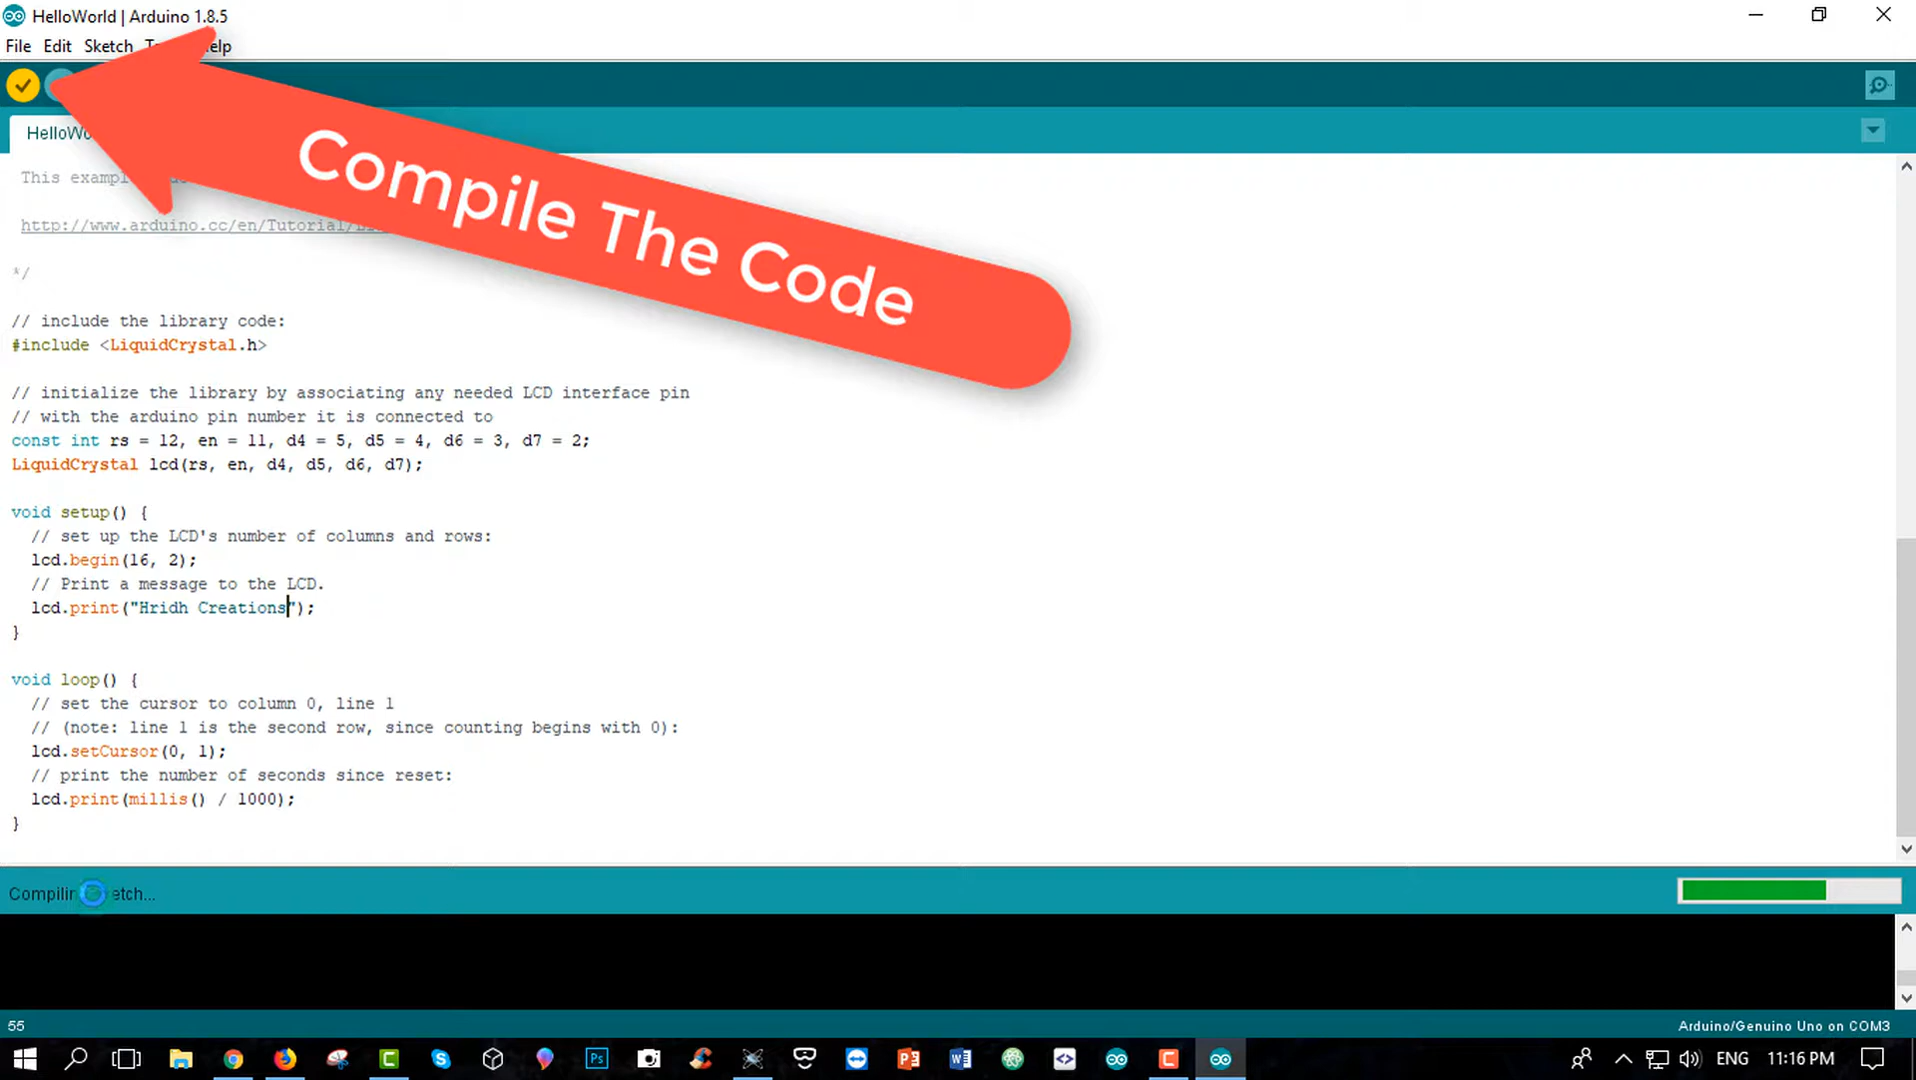 HelloWorld | Arduino 1.8.5
File Edit Sketch
Compile The Code
This
http://www.arduino.cc/en/Tutorial/
*/
// include the library code:
#include <LiquidCrystal.h>
// initialize the library by associating any needed LCD interface pin
// with the arduino pin number it is connected to
const int rs = 12, en = 11, d4 = 5, d5 = 4, d6 = 3, d7 = 2;
LiquidCrystal lcd(rs, en, d4, d5, d6, d7);
void setup() {
// set up the LCD's number of columns and rows:
lcd.begin(16, 2);
// Print a message to the LCD.
lcd.print("Hridh Creations");
}
void loop() {
// set the cursor to column 0, line 1
// (note: line 1 is the second row, since counting begins with 0):
lcd.setCursor(0, 1);
// print the number of seconds since reset:
lcd.print(millis() / 1000);
}
55
Arduino/Genuino Uno on COM3
Ps
ENG 11:16 PM